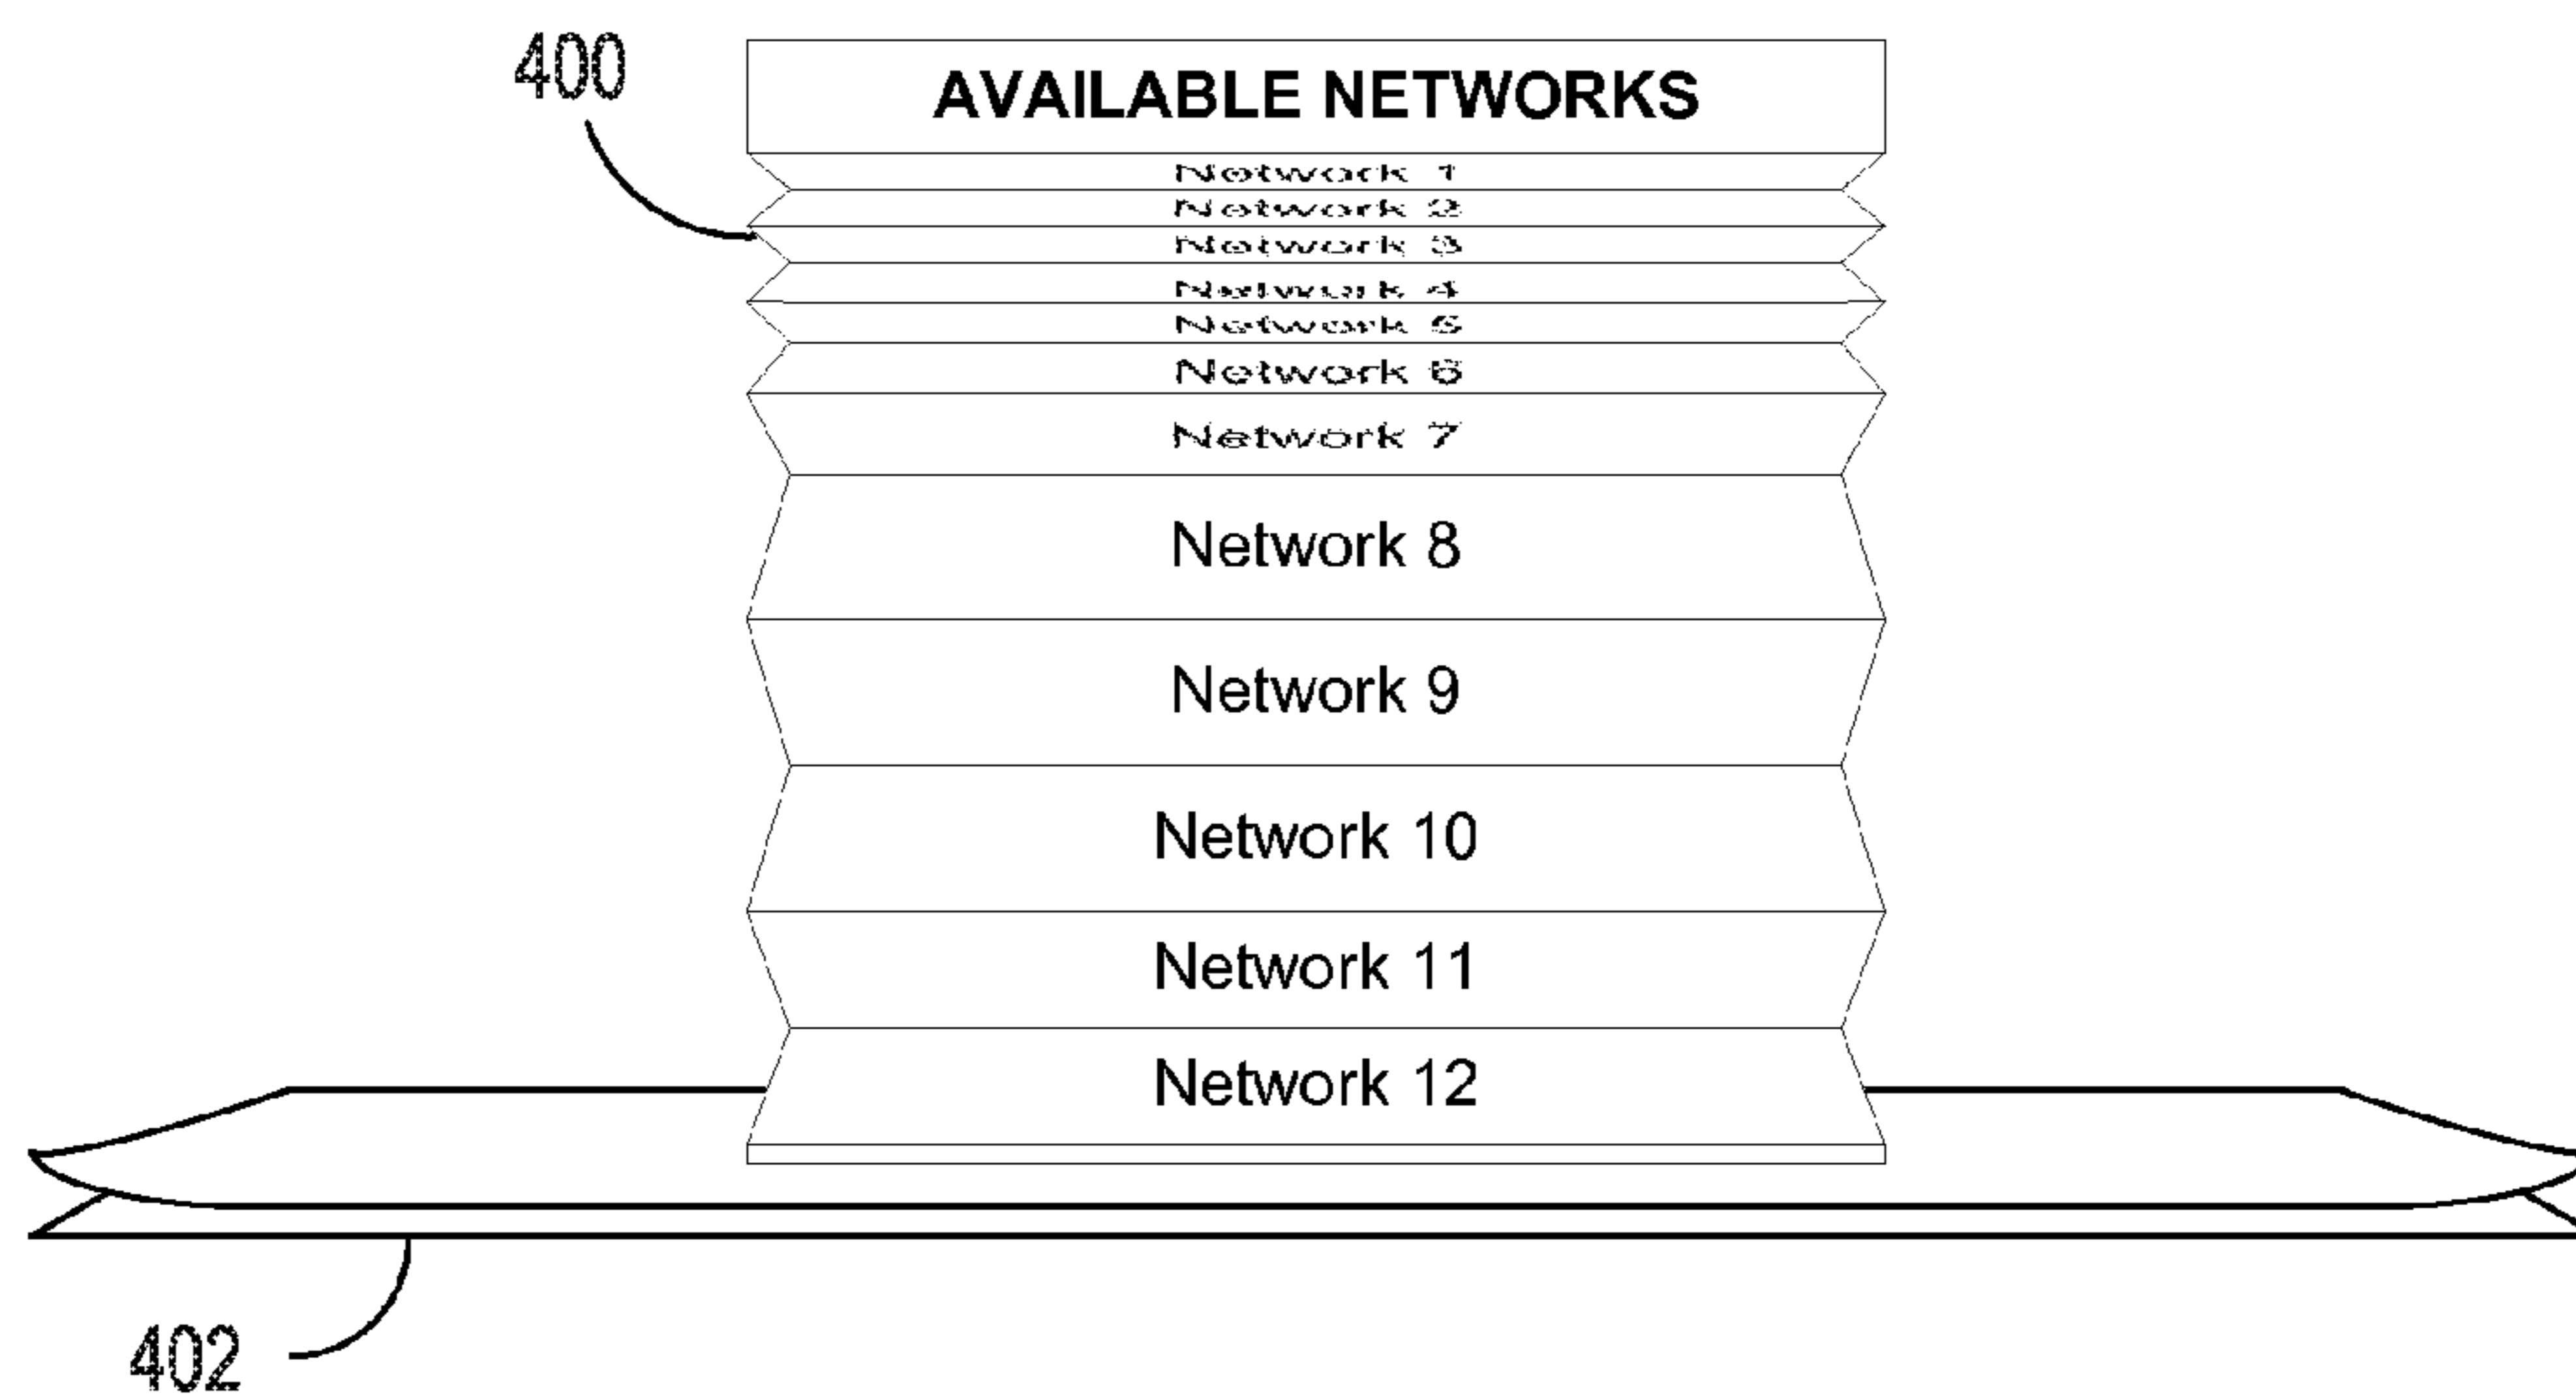 400
AVAILABLE NETWORKS
Network 1
Network 2
Network 3
Network 4
Network 5
Network 6
Network 7
Network 8
Network 9
Network 10
Network 11
Network 12
402